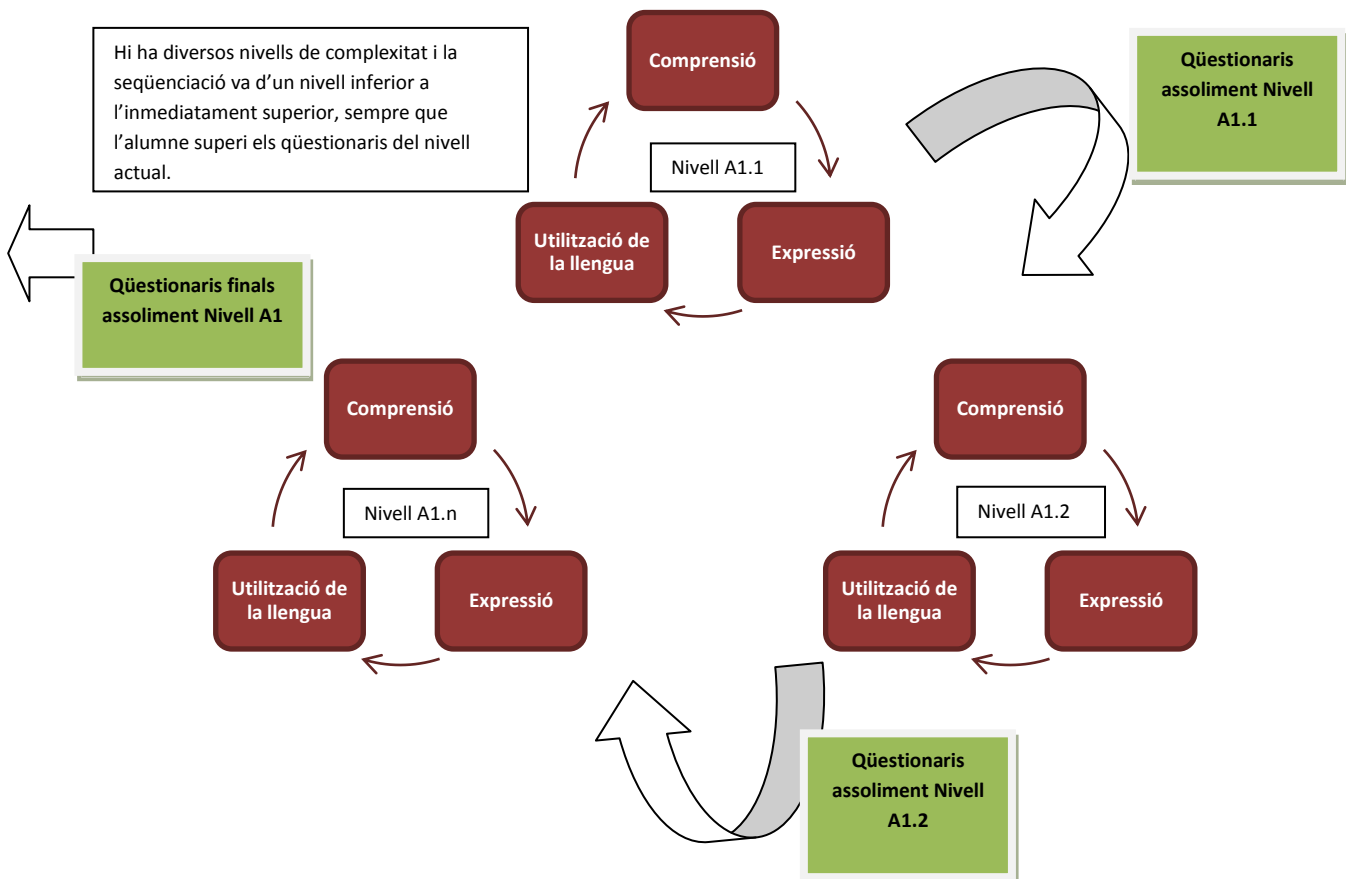 Hi ha diversos nivells de complexitat i la
seqüenciació va d’un nivell inferior a
l’inmediatament superior, sempre que
l’alumne superi els qüestionaris del nivell
actual.
Comprensió
Nivell A1.1
Utilització de
la llengua
Expressió
Qüestionaris
assoliment Nivell
A1.1
Qüestionaris finals
assoliment Nivell A1
Comprensió
Nivell A1.n
Utilització de
la llengua
Expressió
Comprensió
Nivell A1.2
Utilització de
la llengua
Expressió
Qüestionaris
assoliment Nivell
A1.2